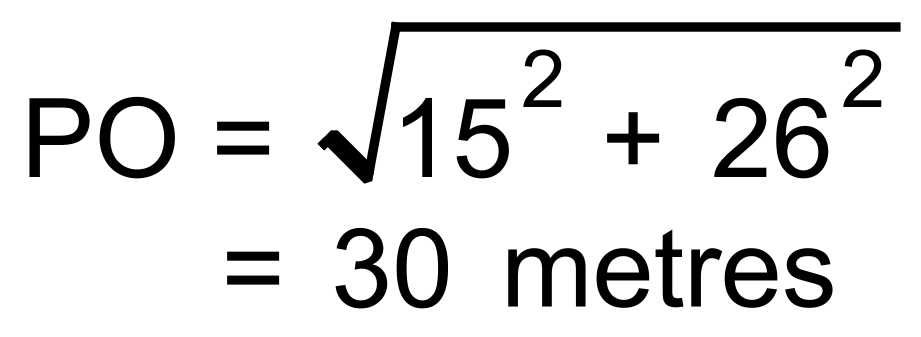 PO = √15² + 26²
= 30 metres